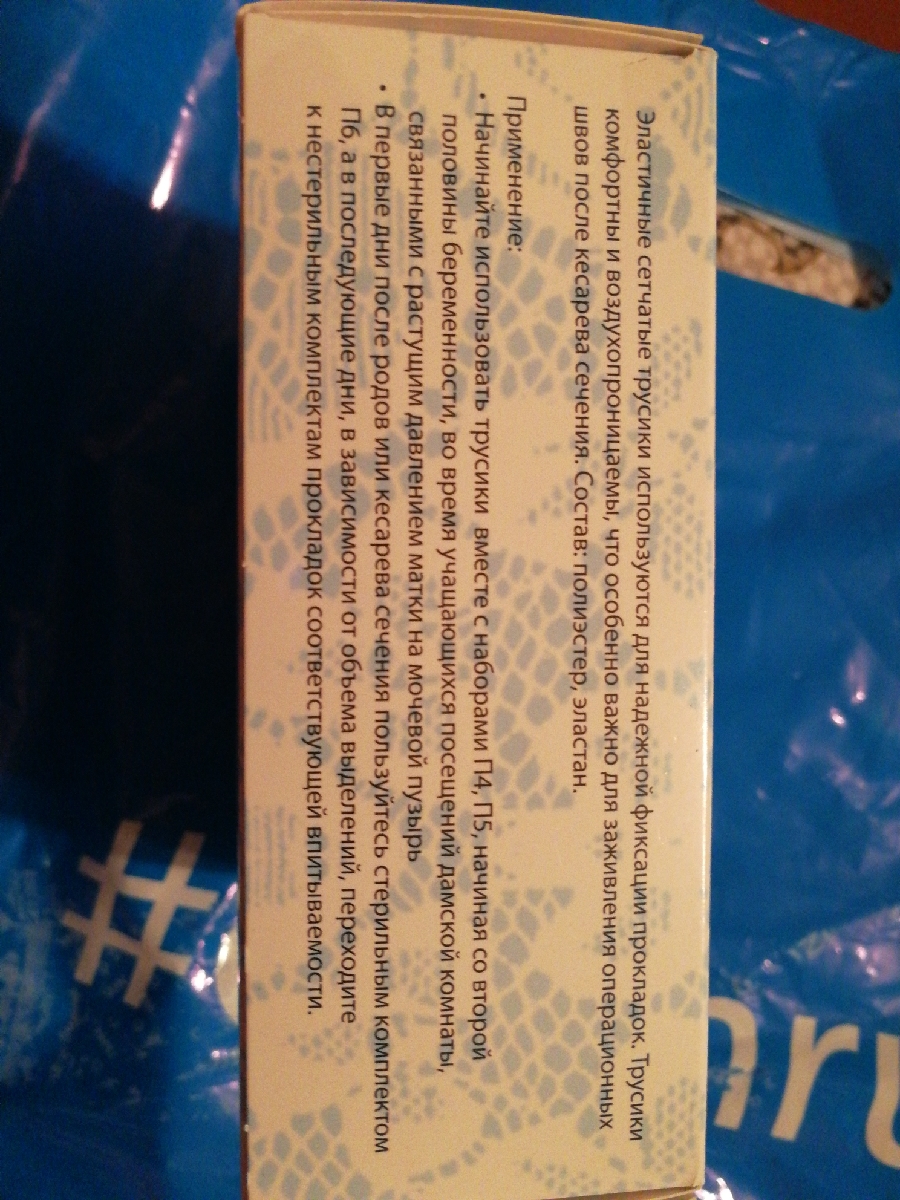 Эластичные сетчатые трусики используются для надежной фиксации прокладок. Трусики
комфортны и воздухопроницаемы, что особенно важно для заживления операционных
швов после кесарева сечения. Состав: полиэстер, эластан.
Применение:
• Начинайте использовать трусики вместе с наборами П4, П5, начиная со второй
половины беременности, во время учащающихся посещений дамской комнаты,
связанными с растущим давлением матки на мочевой пузырь
• В первые дни после родов или кесарева сечения пользуйтесь стерильным комплектом
П6, а в последующие дни, в зависимости от объема выделений, переходите
к нестерильным комплектам прокладок соответствующей впитываемости.
#